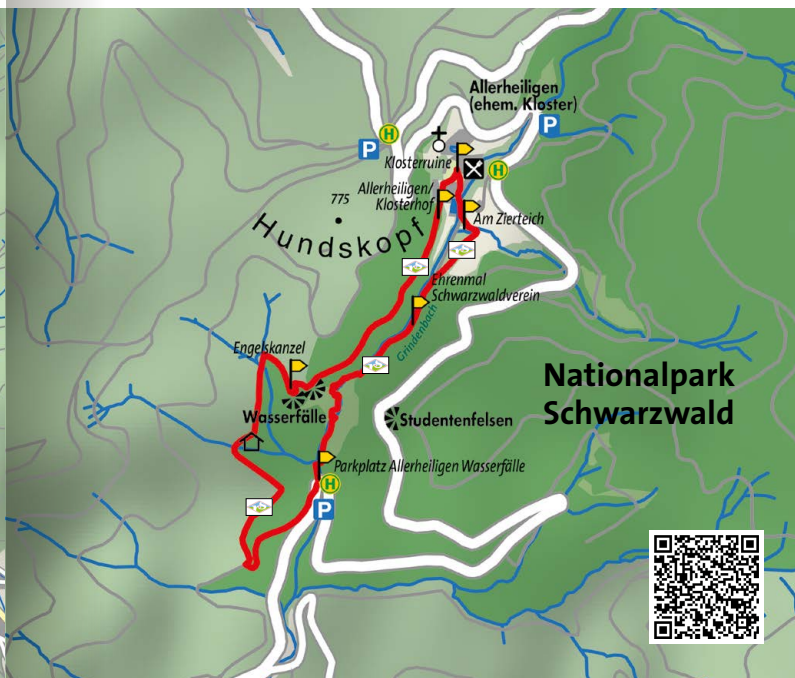 Allerheiligen
(ehem. Kloster)
P
H
P
Klosterruine
H
Allerheiligen/
Klosterhof
775
Am Zierteich
Hundskopf
Ehrenmal
Schwarzwaldverein
Grindenbach
Engelskanzel
Nationalpark
Schwarzwald
Wasserfälle
Studentenfelsen
Parkplatz Allerheiligen Wasserfälle
H
P